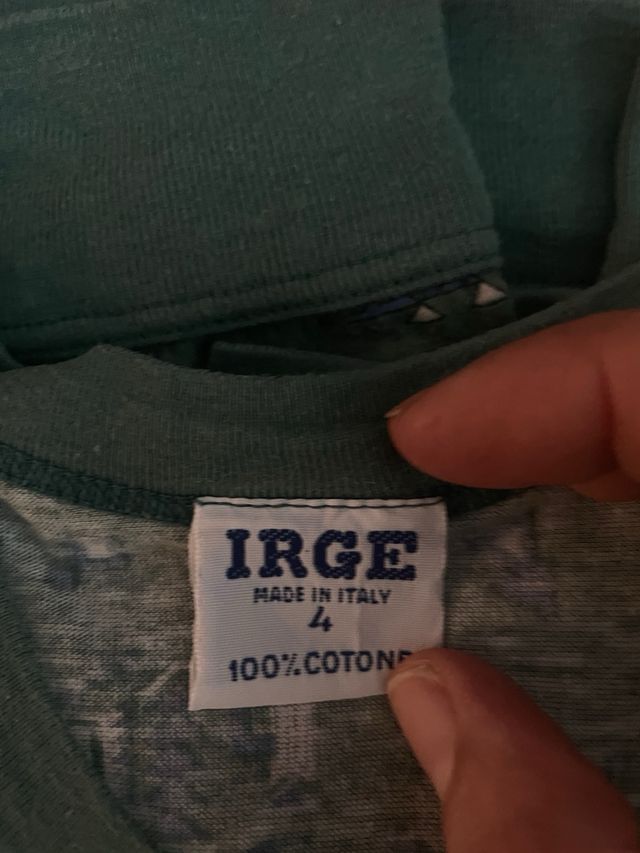 IRGE
MADE IN ITALY
4
100% COTONE